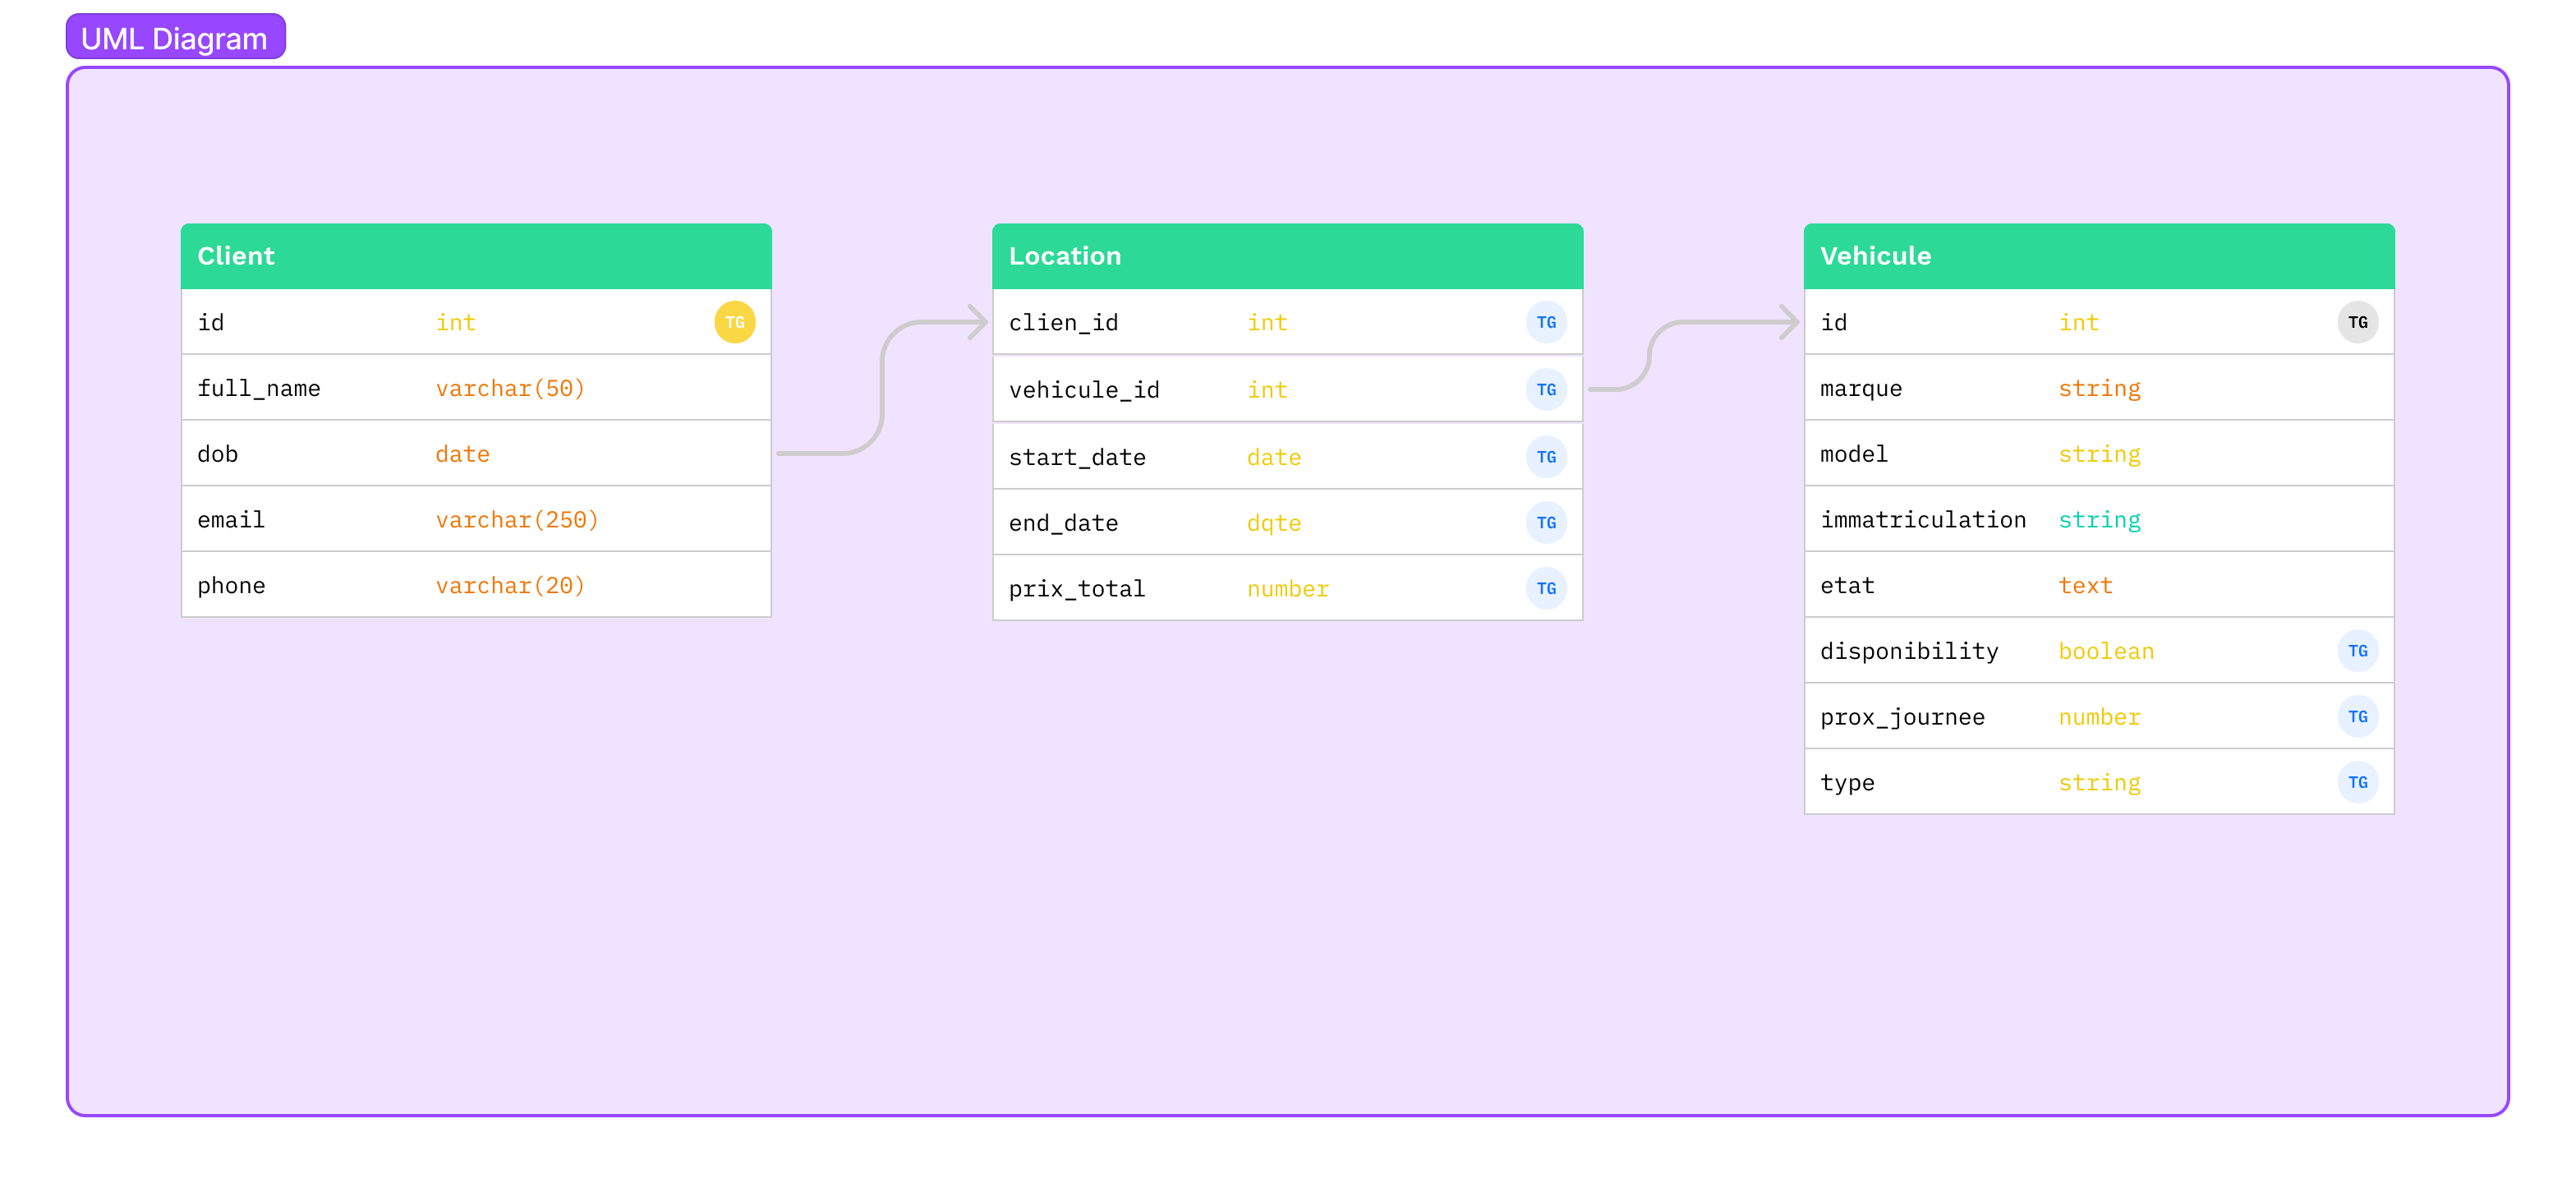 UML Diagram
Client
id int TG
full_name varchar(50)
dob date
email varchar(250)
phone varchar(20)
Location
clien_id int TG
vehicule_id int TG
start_date date TG
end_date dqte TG
prix_total number TG
Vehicule
id int TG
marque string
model string
immatriculation string
etat text
disponibility boolean TG
prox_journee number TG
type string TG